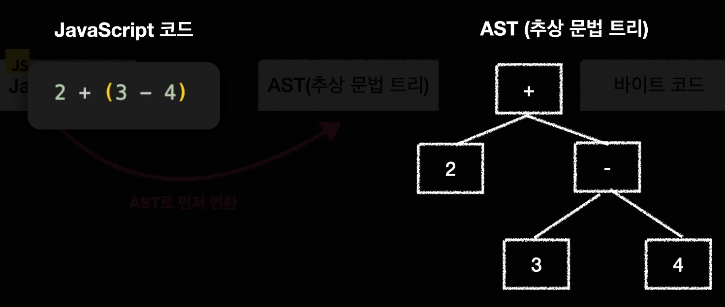 JavaScript 코드
AST (추상 문법 트리)
JS
Ja
AST(추상 문법 트리)
바이트 코드
2 + (3 - 4)
AST로 먼저 변환
+
2
-
3
4